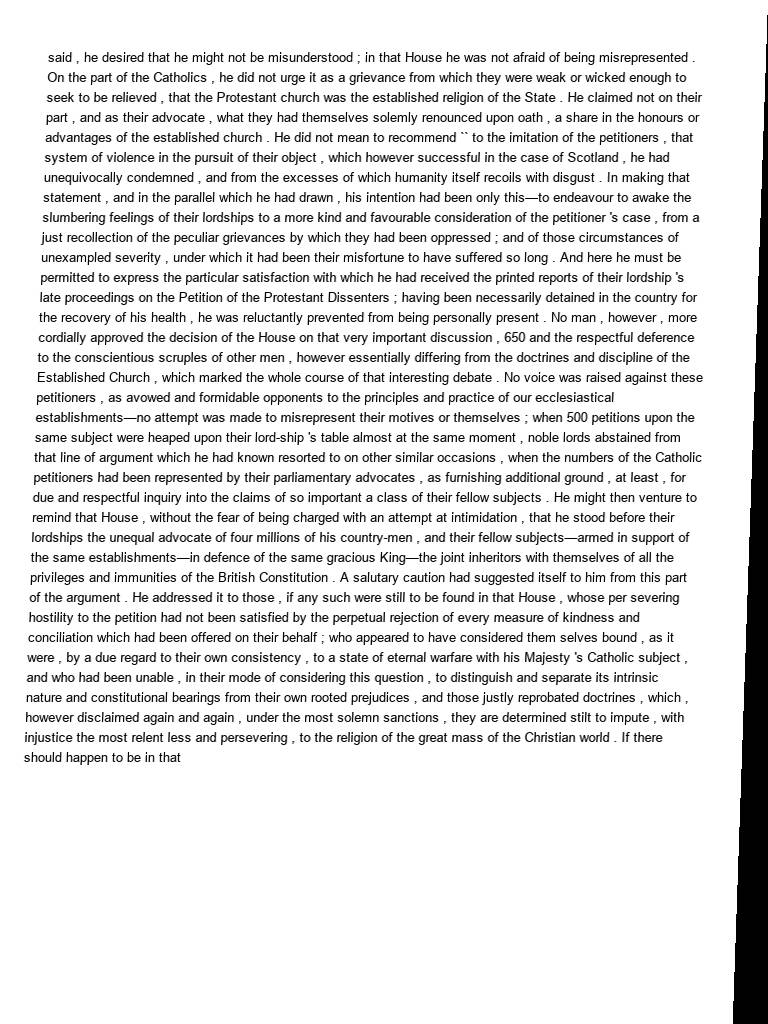 said , he desired that he might not be misunderstood ; in that House he was not afraid of being misrepresented .
On the part of the Catholics , he did not urge it as a grievance from which they were weak or wicked enough to
seek to be relieved , that the Protestant church was the established religion of the State . He claimed not on their
part , and as their advocate , what they had themselves solemly renounced upon oath , a share in the honours or
advantages of the established church . He did not mean to recommend `` to the imitation of the petitioners , that
system of violence in the pursuit of their object , which however successful in the case of Scotland , he had
unequivocally condemned , and from the excesses of which humanity itself recoils with disgust . In making that
statement , and in the parallel which he had drawn , his intention had been only this—to endeavour to awake the
slumbering feelings of their lordships to a more kind and favourable consideration of the petitioner 's case , from a
just recollection of the peculiar grievances by which they had been oppressed ; and of those circumstances of
unexampled severity , under which it had been their misfortune to have suffered so long . And here he must be
permitted to express the particular satisfaction with which he had received the printed reports of their lordship 's
late proceedings on the Petition of the Protestant Dissenters ; having been necessarily detained in the country for
the recovery of his health , he was reluctantly prevented from being personally present . No man , however , more
cordially approved the decision of the House on that very important discussion , 650 and the respectful deference
to the conscientious scruples of other men , however essentially differing from the doctrines and discipline of the
Established Church , which marked the whole course of that interesting debate . No voice was raised against these
petitioners , as avowed and formidable opponents to the principles and practice of our ecclesiastical
establishments—no attempt was made to misrepresent their motives or themselves ; when 500 petitions upon the
same subject were heaped upon their lord-ship 's table almost at the same moment , noble lords abstained from
that line of argument which he had known resorted to on other similar occasions , when the numbers of the Catholic
petitioners had been represented by their parliamentary advocates , as furnishing additional ground , at least , for
due and respectful inquiry into the claims of so important a class of their fellow subjects . He might then venture to
remind that House , without the fear of being charged with an attempt at intimidation , that he stood before their
lordships the unequal advocate of four millions of his country-men , and their fellow subjects—armed in support of
the same establishments—in defence of the same gracious King—the joint inheritors with themselves of all the
privileges and immunities of the British Constitution . A salutary caution had suggested itself to him from this part
of the argument . He addressed it to those , if any such were still to be found in that House , whose per severing
hostility to the petition had not been satisfied by the perpetual rejection of every measure of kindness and
conciliation which had been offered on their behalf ; who appeared to have considered them selves bound , as it
were , by a due regard to their own consistency , to a state of eternal warfare with his Majesty 's Catholic subject ,
and who had been unable , in their mode of considering this question , to distinguish and separate its intrinsic
nature and constitutional bearings from their own rooted prejudices , and those justly reprobated doctrines , which ,
however disclaimed again and again , under the most solemn sanctions , they are determined stilt to impute , with
injustice the most relent less and persevering , to the religion of the great mass of the Christian world . If there
should happen to be in that